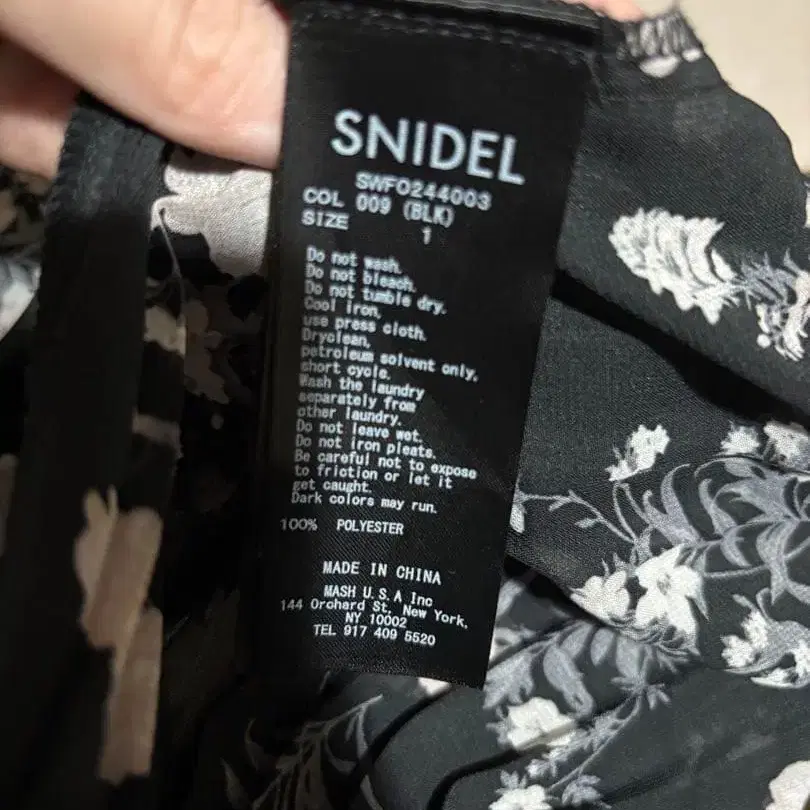 SNIDEL
SWFO244003
COL 009 (BLK)
SIZE 1
Do not wash.
Do not bleach.
Do not tumble dry.
Cool iron,
use press cloth.
Dryclean,
petroleum solvent only,
short cycle.
Wash the laundry
separately from
other laundry.
Do not leave wet.
Do not iron pleats.
Be careful not to expose
to friction or let it
get caught.
Dark colors may run.
100% POLYESTER
MADE IN CHINA
MASH U.S.A Inc
144 Orchard St, New York,
NY 10002
TEL 917 409 5520